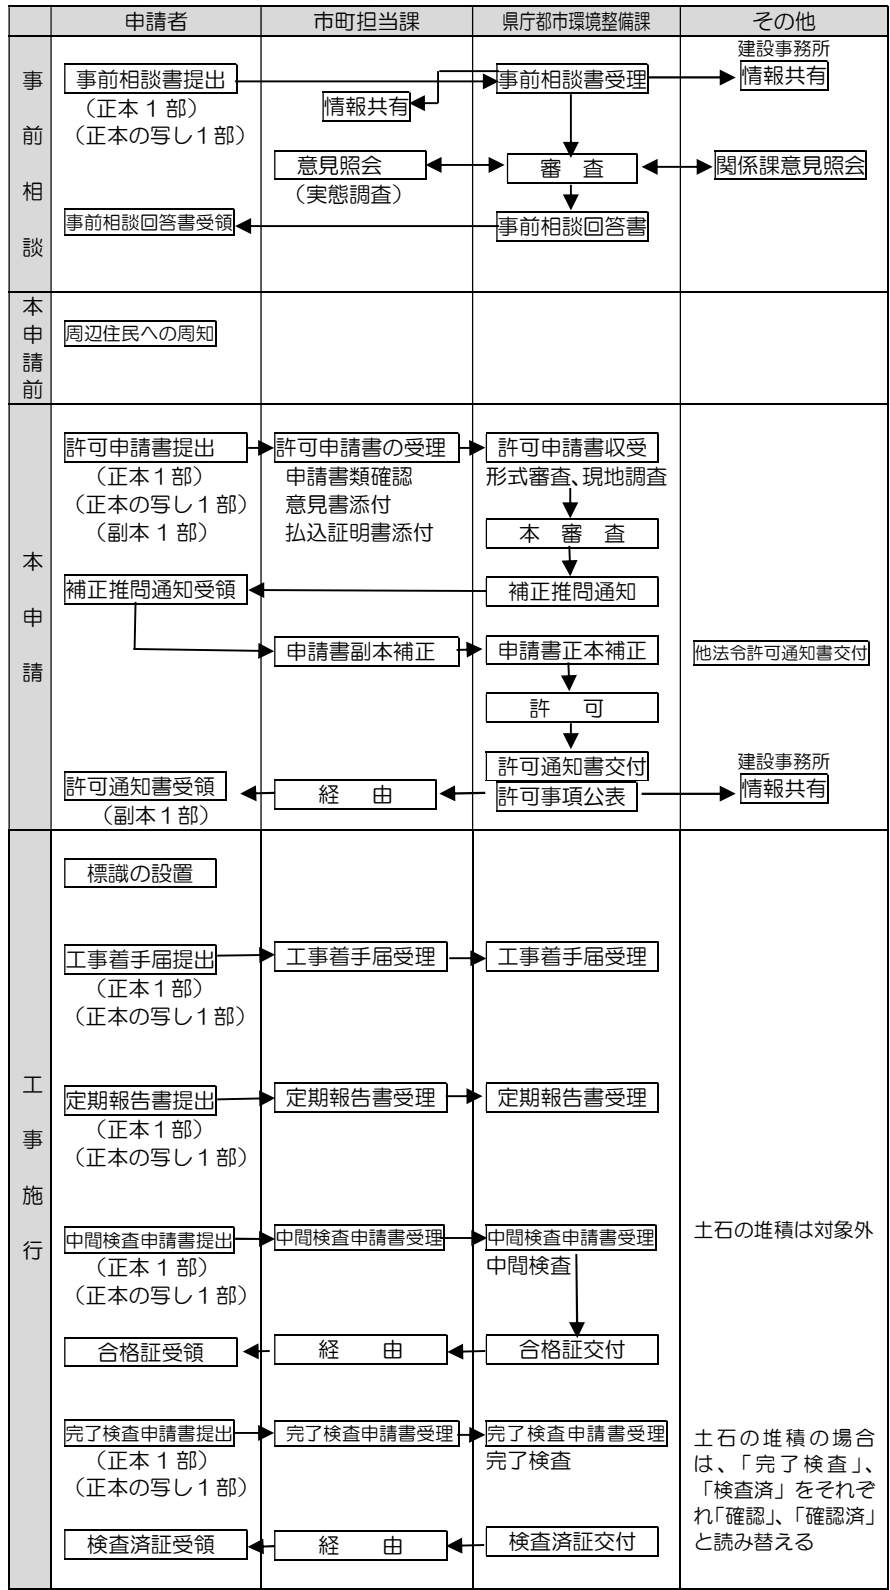 申請者 市町担当課 県庁都市環境整備課 その他
事前相談
建設事務所
事前相談書提出 事前相談書受理 情報共有
（正本１部） 情報共有
（正本の写し１部）
意見照会 審　査 関係課意見照会
（実態調査）
事前相談回答書受領 事前相談回答書
本申請前
周辺住民への周知
本申請
許可申請書提出 許可申請書の受理 許可申請書収受
（正本１部） 申請書類確認 形式審査、現地調査
（正本の写し１部） 意見書添付
（副本１部） 払込証明書添付 本　審　査
補正推問通知受領 補正推問通知
申請書副本補正 申請書正本補正 他法令許可通知書交付
許　可
許可通知書交付 建設事務所
許可通知書受領 経　由 許可事項公表 情報共有
（副本１部）
工事施行
標識の設置
工事着手届提出 工事着手届受理 工事着手届受理
（正本１部）
（正本の写し１部）
定期報告書提出 定期報告書受理 定期報告書受理
（正本１部）
（正本の写し１部）
中間検査申請書提出 中間検査申請書受理 中間検査申請書受理 土石の堆積は対象外
（正本１部） 中間検査
（正本の写し１部）
合格証受領 経　由 合格証交付
完了検査申請書提出 完了検査申請書受理 完了検査申請書受理
（正本１部） 完了検査
（正本の写し１部）
土石の堆積の場合
は、「完了検査」、
「検査済」をそれぞ
れ「確認」、「確認済」
と読み替える
検査済証受領 経　由 検査済証交付